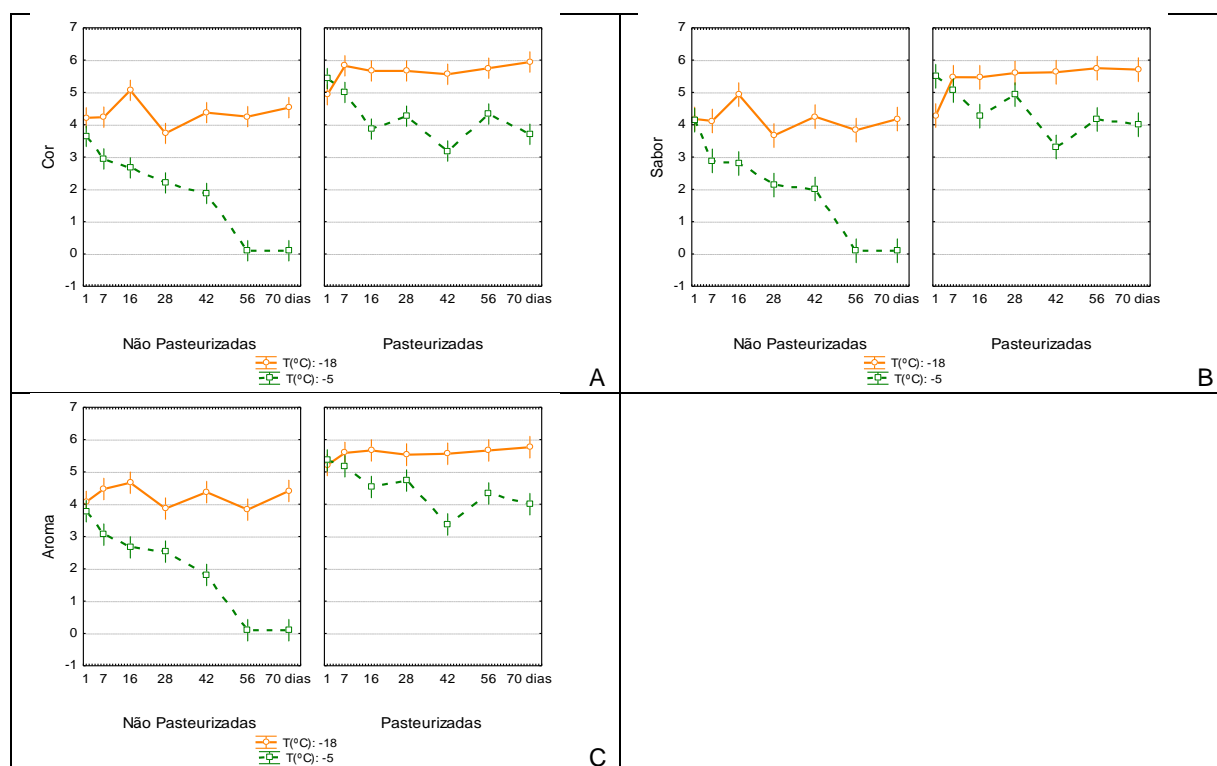 7
6
5
4
3
2
1
0
-1
Cor
1 7 16 28 42 56 70 dias
1 7 16 28 42 56 70 dias
Não Pasteurizadas
Pasteurizadas
T(ºC): -18
T(ºC): -5
A
7
6
5
4
3
2
1
0
-1
Sabor
1 7 16 28 42 56 70 dias
1 7 16 28 42 56 70 dias
Não Pasteurizadas
Pasteurizadas
T(ºC): -18
T(ºC): -5
B
7
6
5
4
3
2
1
0
-1
Aroma
1 7 16 28 42 56 70 dias
1 7 16 28 42 56 70 dias
Não Pasteurizadas
Pasteurizadas
T(ºC): -18
T(ºC): -5
C